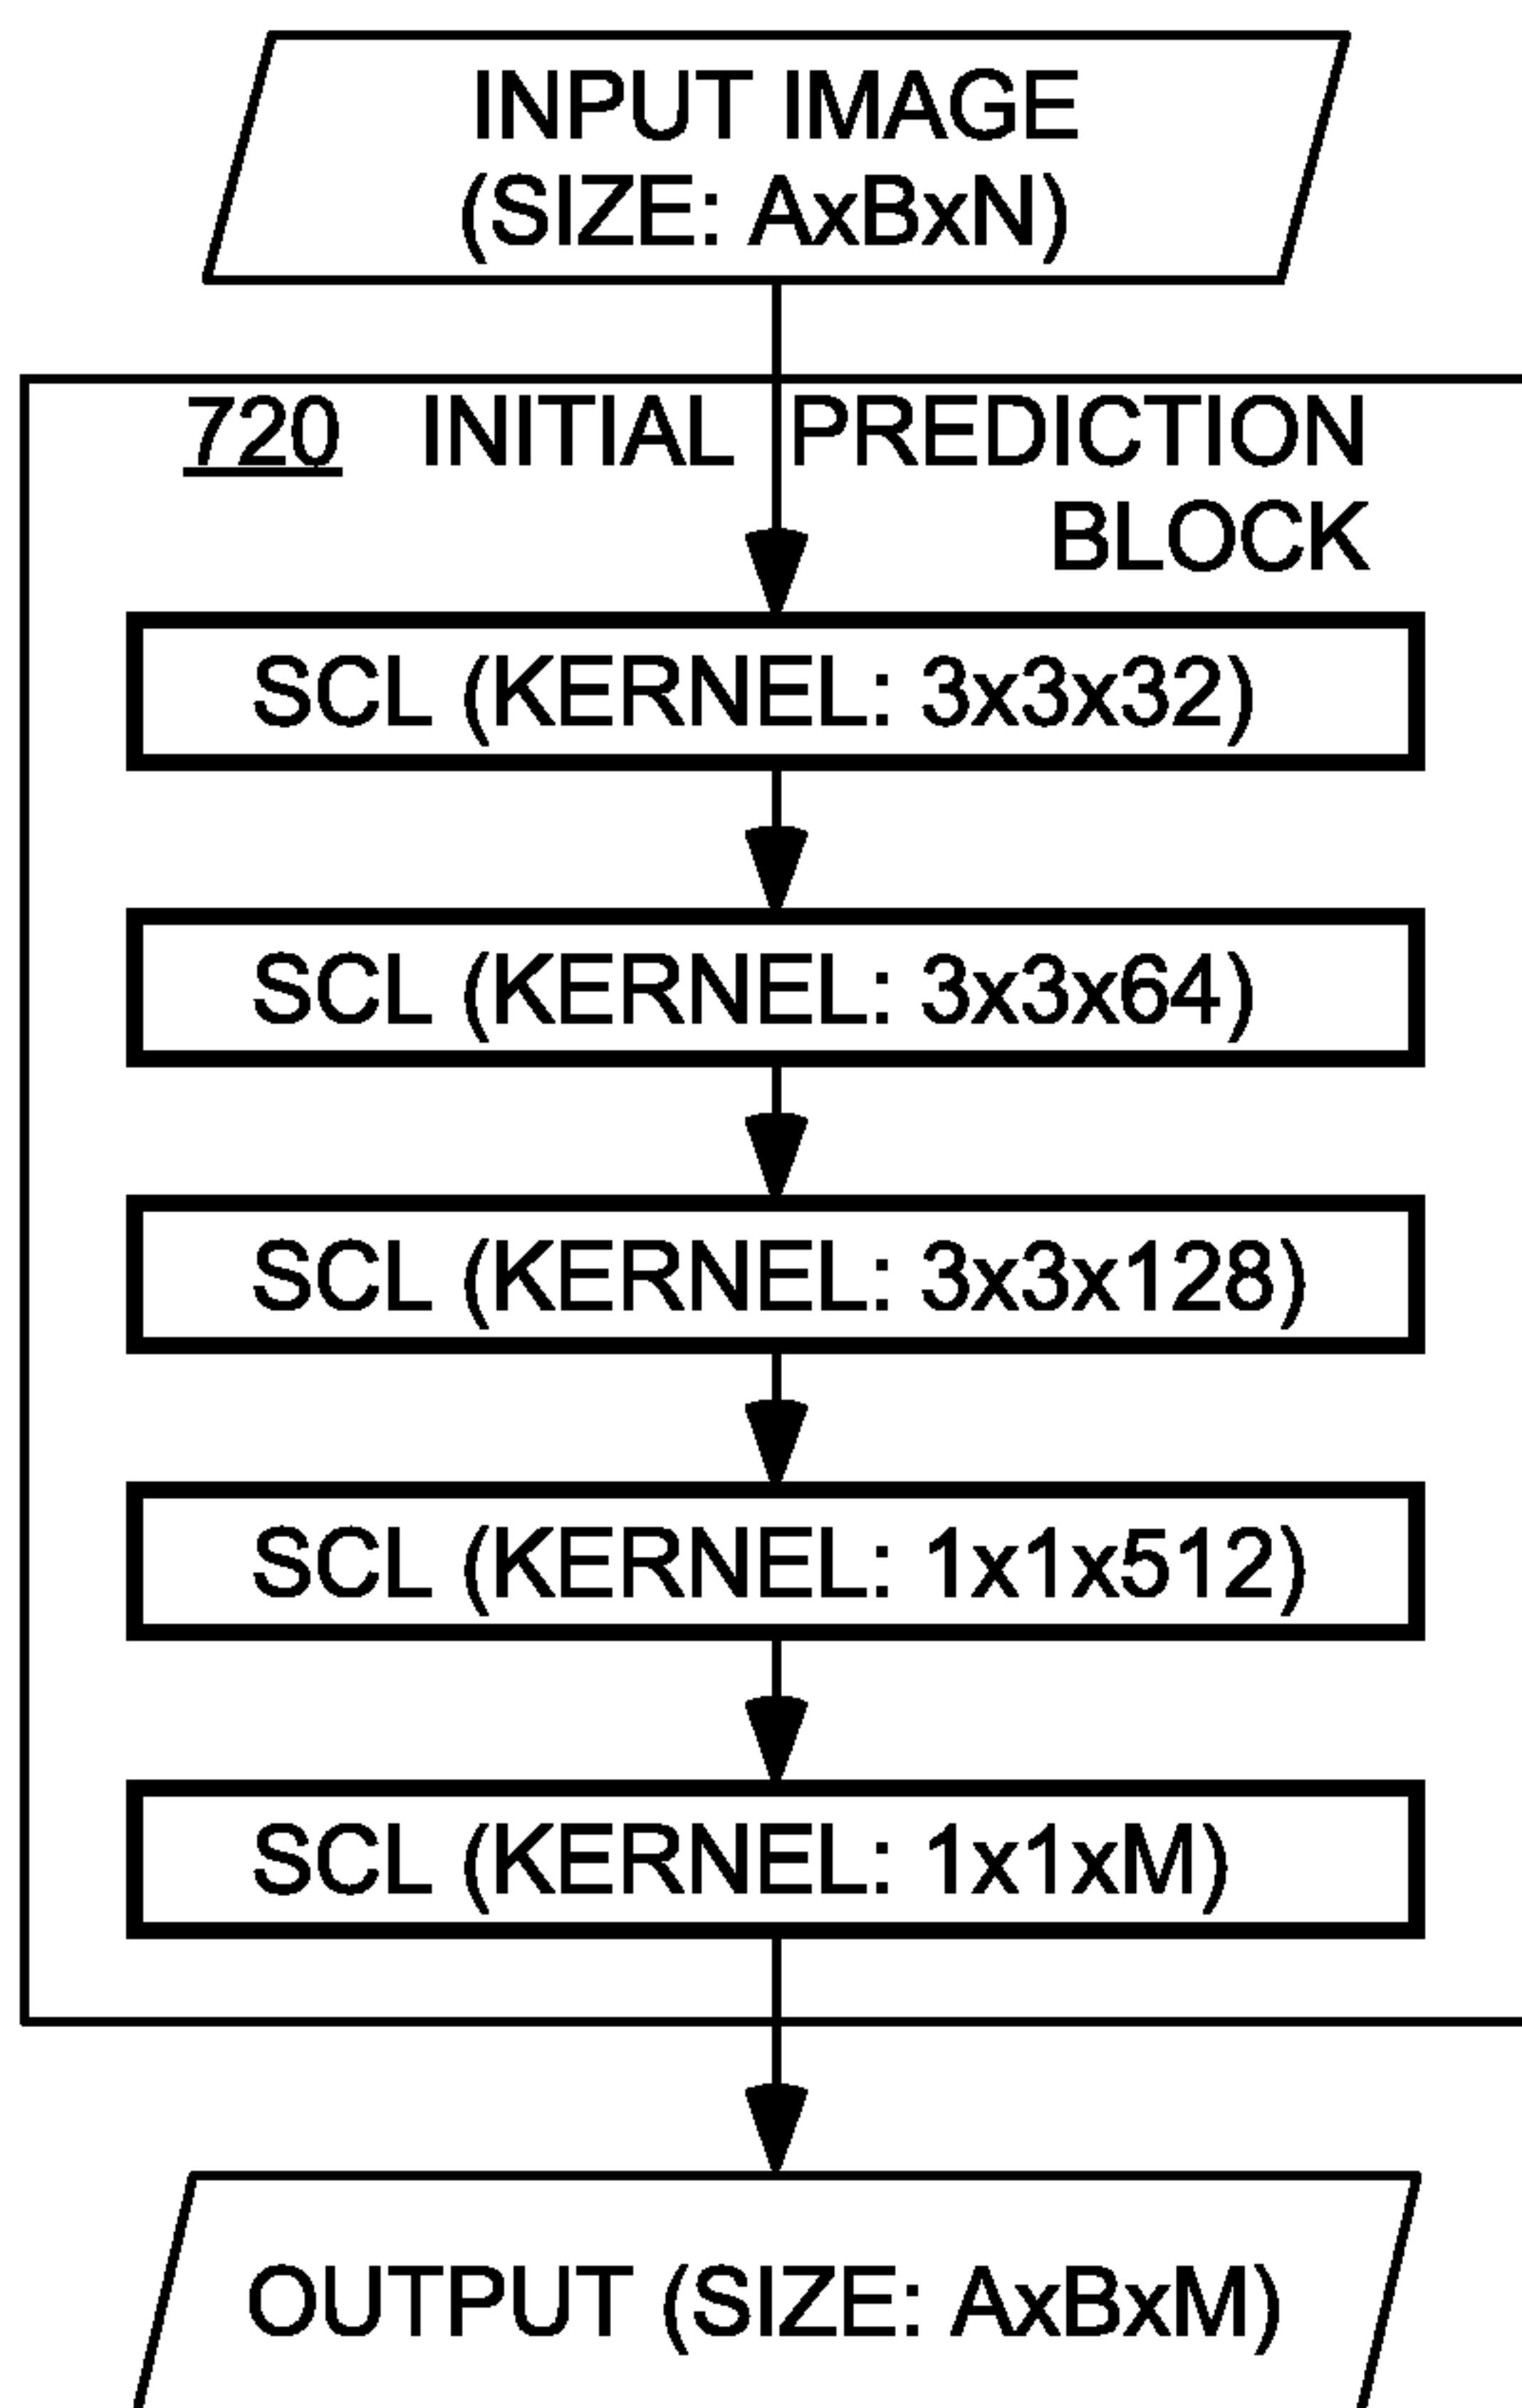 INPUT IMAGE
(SIZE: AxBxN)
720 INITIAL PREDICTION
BLOCK
SCL (KERNEL: 3x3x32)
SCL (KERNEL: 3x3x64)
SCL (KERNEL: 3x3x128)
SCL (KERNEL: 1x1x512)
SCL (KERNEL: 1x1xM)
OUTPUT (SIZE: AxBxM)